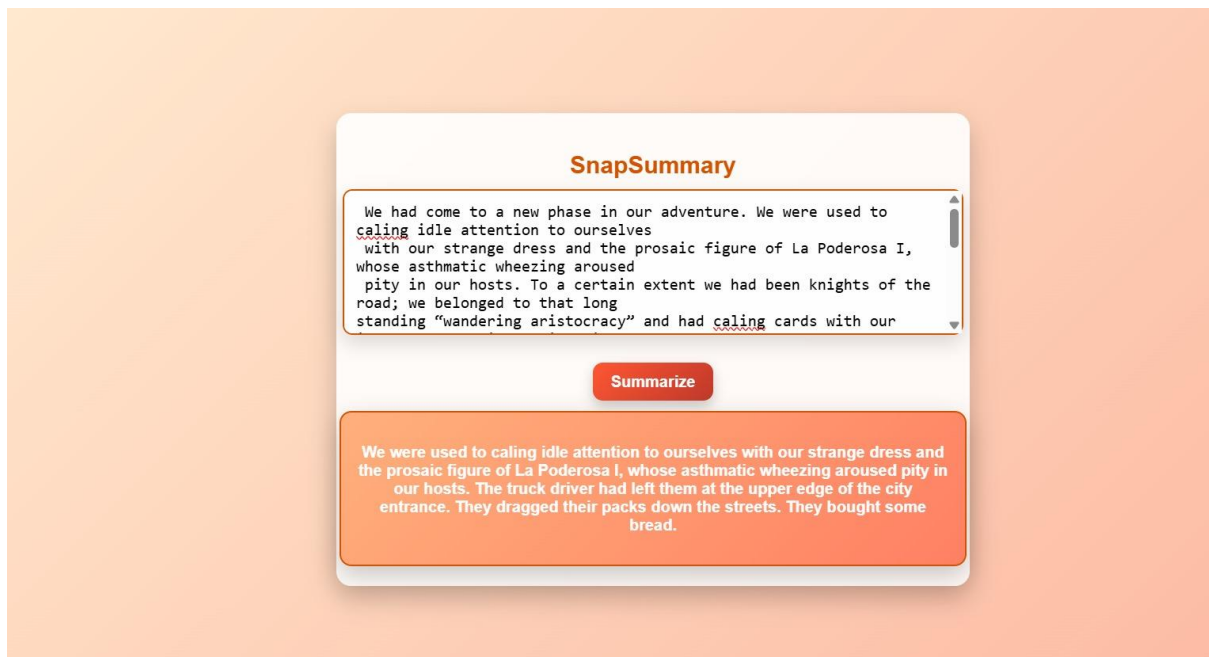 SnapSummary
We had come to a new phase in our adventure. We were used to
caling idle attention to ourselves
with our strange dress and the prosaic figure of La Poderosa I,
whose asthmatic wheezing aroused
pity in our hosts. To a certain extent we had been knights of the
road; we belonged to that long
standing “wandering aristocracy” and had caling cards with our
Summarize
We were used to caling idle attention to ourselves with our strange dress and
the prosaic figure of La Poderosa I, whose asthmatic wheezing aroused pity in
our hosts. The truck driver had left them at the upper edge of the city
entrance. They dragged their packs down the streets. They bought some
bread.